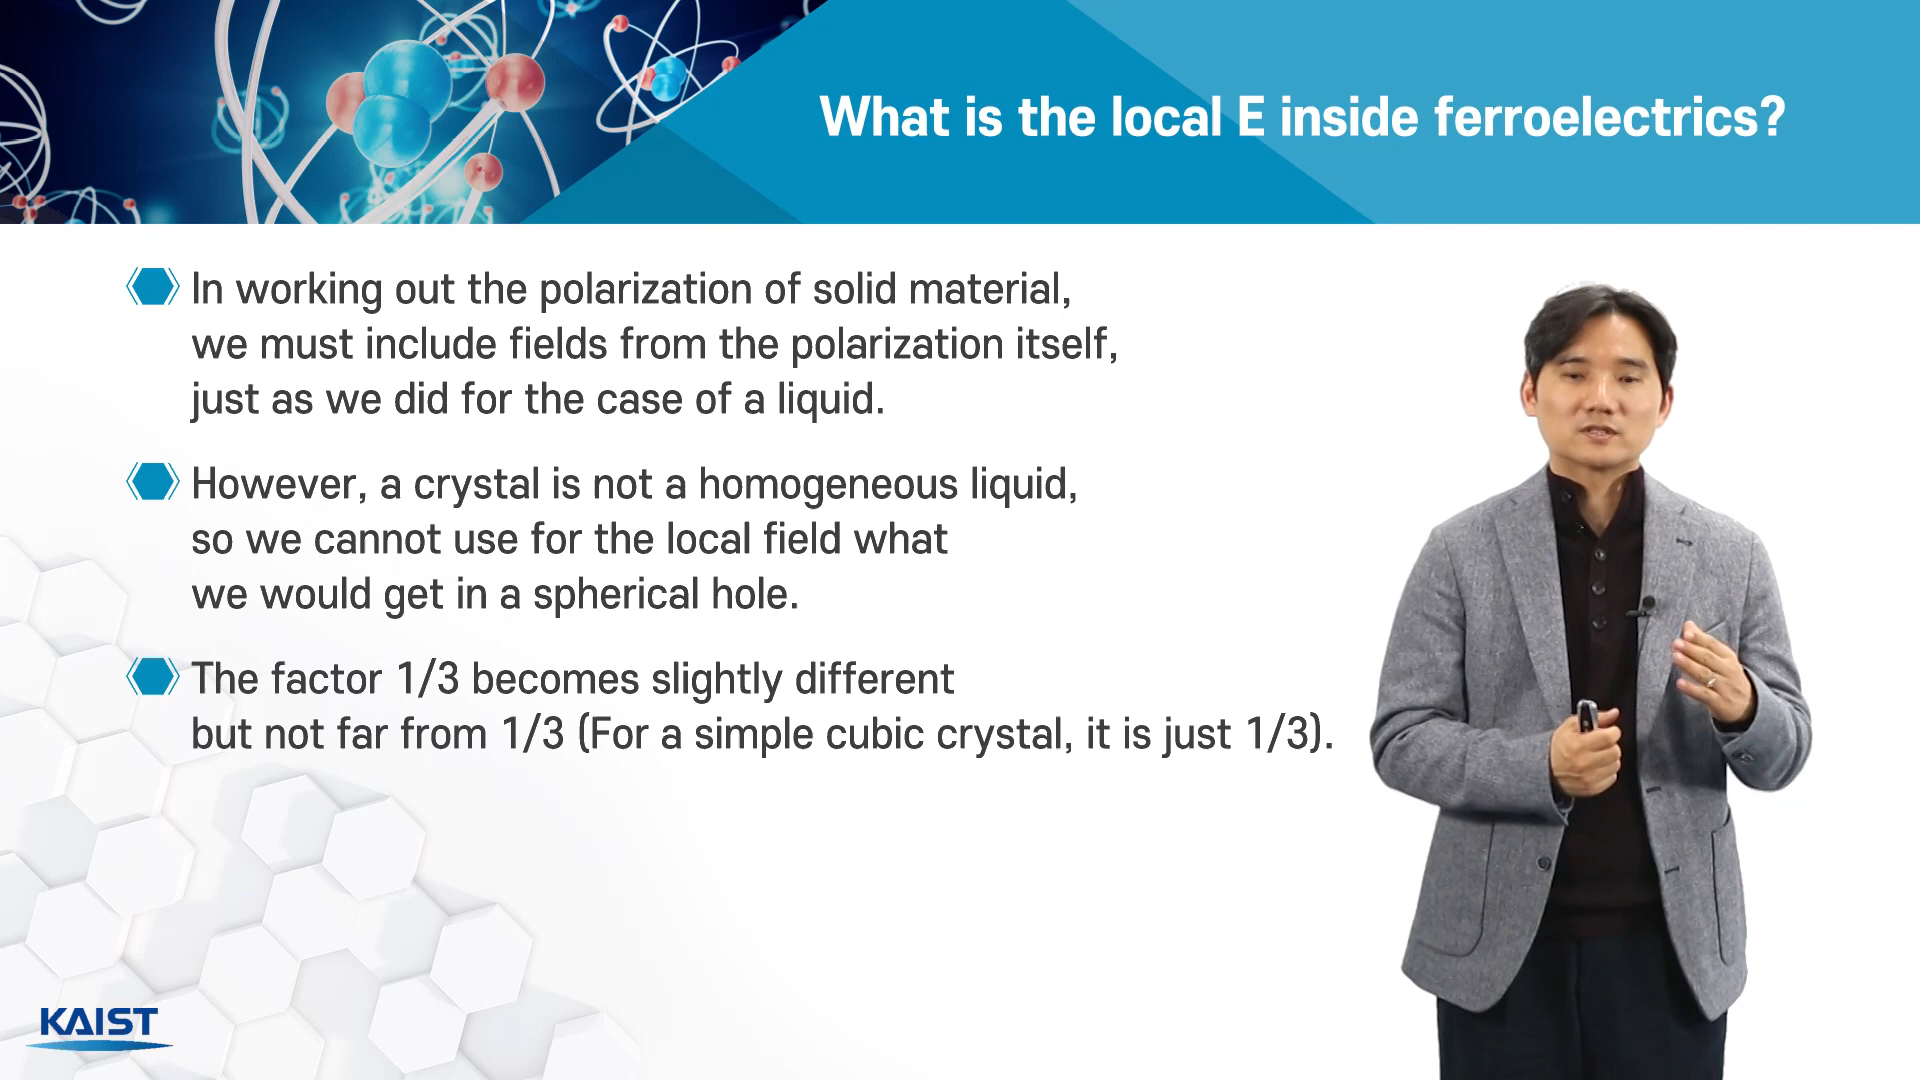 What is the local E inside ferroelectrics?
In working out the polarization of solid material,
we must include fields from the polarization itself,
just as we did for the case of a liquid.
However, a crystal is not a homogeneous liquid,
so we cannot use for the local field what
we would get in a spherical hole.
The factor 1/3 becomes slightly different
but not far from 1/3 (For a simple cubic crystal, it is just 1/3).
KAIST